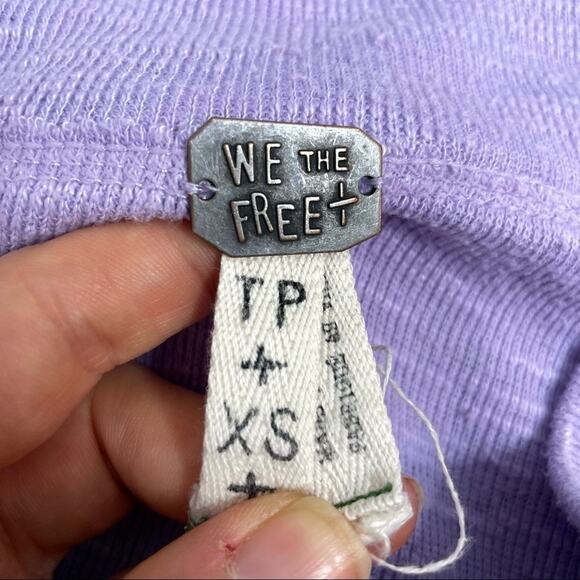 WE THE
FREE +
TP
+
XS
+